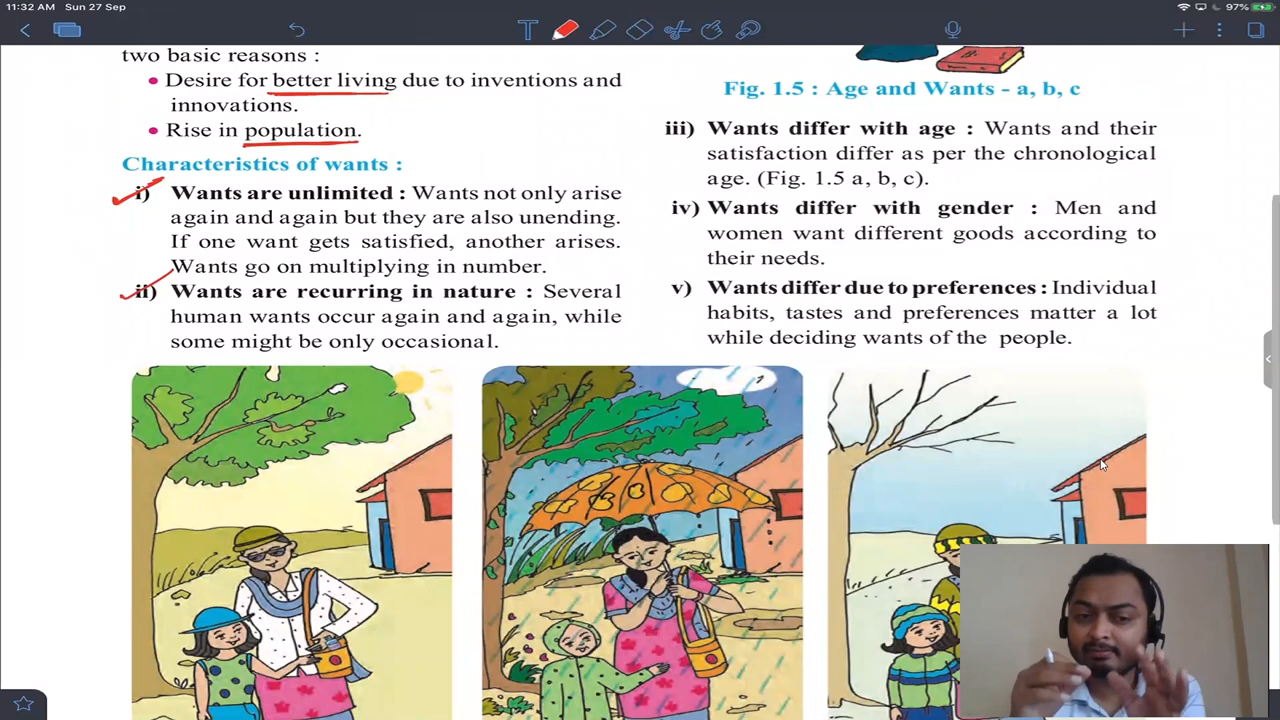 11:32 AM Sun 27 Sep
97%
two basic reasons :
• Desire for better living due to inventions and
innovations.
• Rise in population.
Characteristics of wants :
i) Wants are unlimited : Wants not only arise
again and again but they are also unending.
If one want gets satisfied, another arises.
Wants go on multiplying in number.
ii) Wants are recurring in nature : Several
human wants occur again and again, while
some might be only occasional.
Fig. 1.5 : Age and Wants - a, b, c
iii) Wants differ with age : Wants and their
satisfaction differ as per the chronological
age. (Fig. 1.5 a, b, c).
iv) Wants differ with gender : Men and
women want different goods according to
their needs.
v) Wants differ due to preferences : Individual
habits, tastes and preferences matter a lot
while deciding wants of the people.